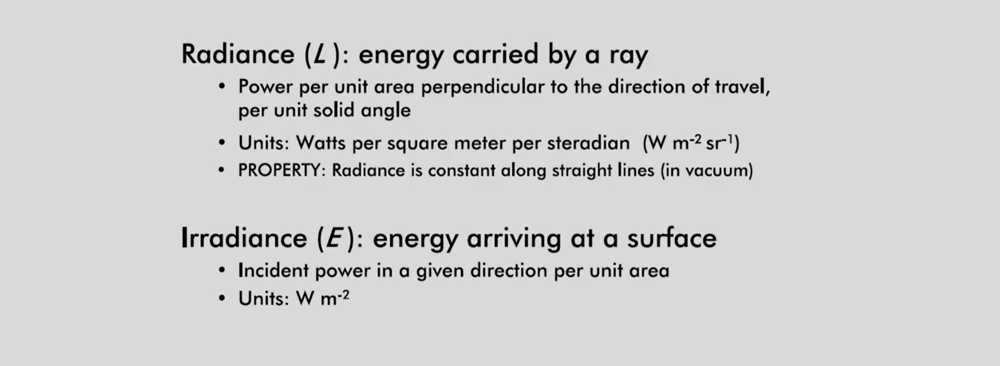 Radiance (L): energy carried by a ray
• Power per unit area perpendicular to the direction of travel,
per unit solid angle
• Units: Watts per square meter per steradian (W m⁻² sr⁻¹)
• PROPERTY: Radiance is constant along straight lines (in vacuum)
Irradiance (E): energy arriving at a surface
• Incident power in a given direction per unit area
• Units: W m⁻²